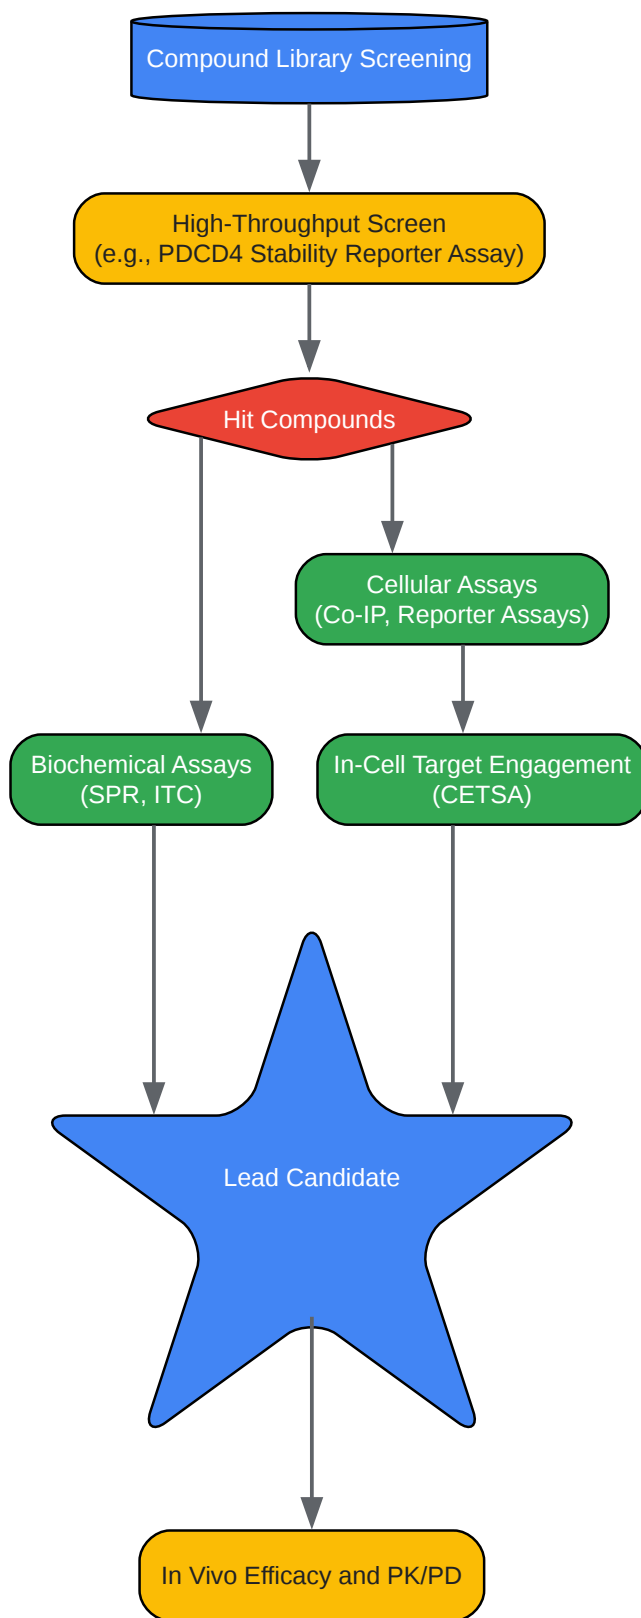 Compound Library Screening
High-Throughput Screen
(e.g., PDCD4 Stability Reporter Assay)
Hit Compounds
Cellular Assays
(Co-IP, Reporter Assays)
Biochemical Assays
(SPR, ITC)
In-Cell Target Engagement
(CETSA)
Lead Candidate
In Vivo Efficacy and PK/PD